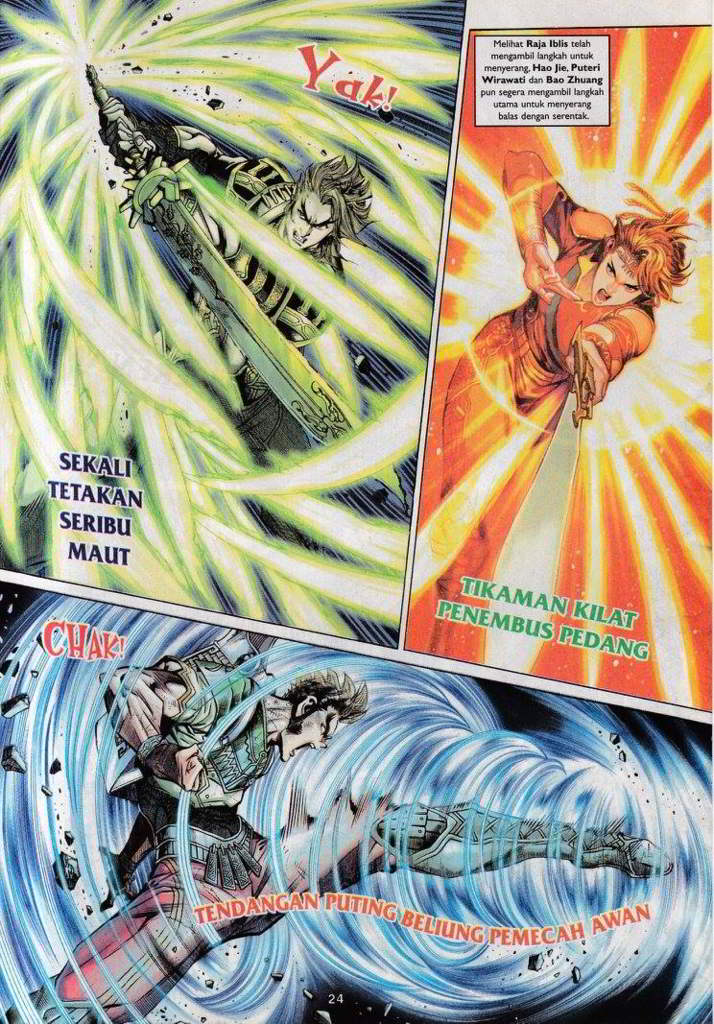 Yak!
Melihat Raja Iblis telah
mengambil langkah untuk
menyerang, Hao Jie, Puteri
Wirawati dan Bao Zhuang
pun segera mengambil langkah
utama untuk menyerang
balas dengan serentak.
SEKALI
TETAKAN
SERIBU
MAUT
TIKAMAN KILAT
PENEMBUS PEDANG
CHAK!
TENDANGAN PUTING BELIUNG PEMECAH AWAN
24